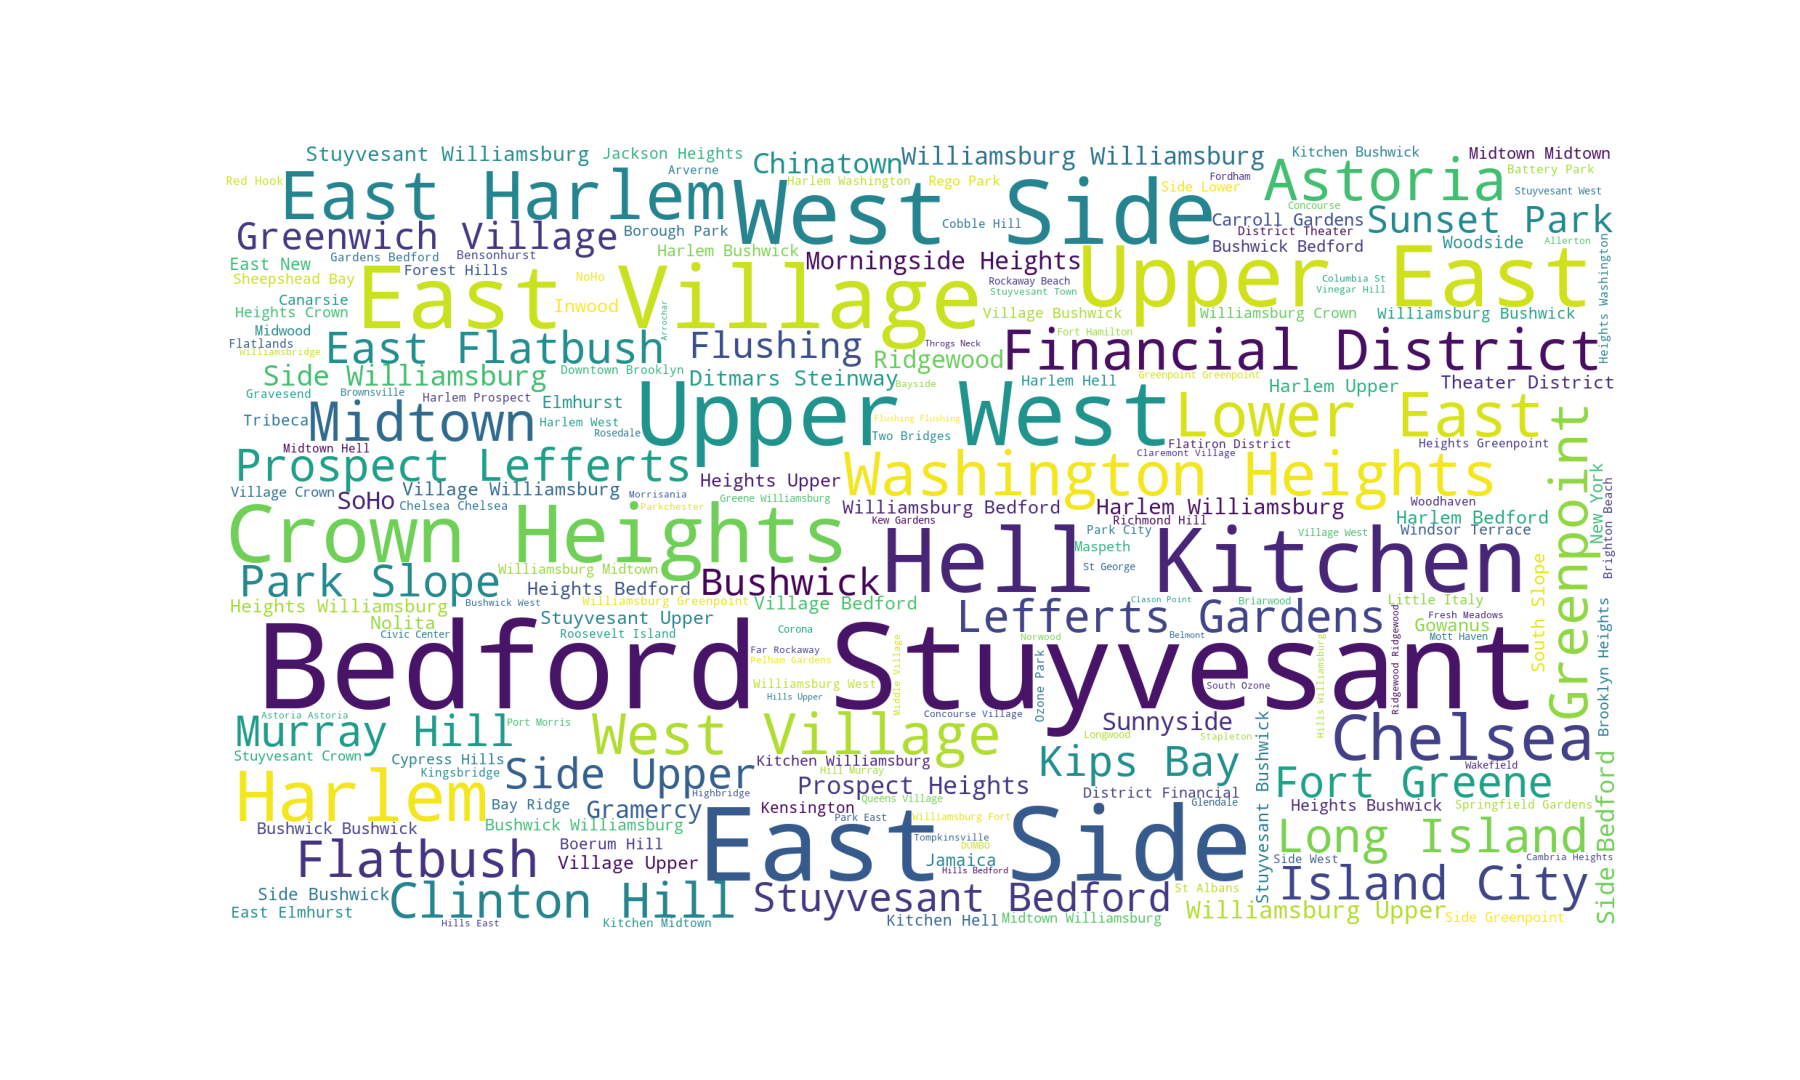 Stuyvesant Williamsburg
Jackson Heights
Arverne
Chinatown
Williamsburg Williamsburg
Kitchen Bushwick
Midtown Midtown
Battery Park
Red Hook
East Harlem
Harlem Washington
Rego Park
West Side
Side Lower
Fordham
Astoria
Stuyvesant West
Concourse
Greenwich Village
Borough Park
Cobble Hill
Carroll Gardens
District Theater
Bushwick Bedford
Sunset Park
Woodside
Allerton
Gardens Bedford
Bensonhurst
Harlem Bushwick
Morningside Heights
Upper East
East New
Forest Hills
Sheepshead Bay
East Village
NoHo
Inwood
Rockaway Beach
Stuyvesant Town
Columbia St
Vinegar Hill
Heights Washington
Canarsie
Heights Crown
Arrochar
Village Bushwick
Williamsburg Crown
Williamsburg Bushwick
Midwood
Flatlands
Williamsbridge
East Flatbush
Flushing
Throgs Neck
Fort Hamilton
Ridgewood
Financial District
Side Williamsburg
Downtown Brooklyn
Ditmars Steinway
Bayside
Harlem Hell
Greenpoint Greenpoint
Harlem Upper
Theater District
Gravesend
Brownsville
Harlem Prospect
Elmhurst
Upper West
Lower East
Tribeca
Midtown
Harlem West
Rosedale
Flushing Flushing
Two Bridges
Flatiron District
Heights Greenpoint
Midtown Hell
Claremont Village
Greenpoint
Prospect Lefferts
Washington Heights
Heights Upper
Village Crown
SoHo
Village Williamsburg
Chelsea Chelsea
Morrisania
Parkchester
Greene Williamsburg
Williamsburg Bedford
Harlem Williamsburg
Woodhaven
Harlem Bedford
New York
Brighton Beach
Crown Heights
Kew Gardens
Richmond Hill
Park City
Village West
Windsor Terrace
Hell Kitchen
Maspeth
St George
Park Slope
Williamsburg Midtown
Heights Bedford
Bushwick
South Slope
Heights Williamsburg
Nolita
Bushwick West
Williamsburg Greenpoint
Village Bedford
Lefferts Gardens
Clason Point
Briarwood
Little Italy
Fresh Meadows
Gowanus
Mott Haven
Civic Center
Stuyvesant Upper
Roosevelt Island
Corona
Norwood
Belmont
Brooklyn Heights
Bedford Stuyvesant
Far Rockaway
Pelham Gardens
Williamsburg West
Hills Upper
Middle Village
Ozone Park
South Ozone
Hills Williamsburg
Ridgewood Ridgewood
Astoria Astoria
Murray Hill
Port Morris
West Village
Concourse Village
Longwood
Sunnyside
Stapleton
Chelsea
Stuyvesant Crown
Cypress Hills
Kingsbridge
Side Upper
Kitchen Williamsburg
Hill Murray
Kips Bay
Stuyvesant Bushwick
Wakefield
Harlem
Bay Ridge
Gramercy
Highbridge
Prospect Heights
Queens Village
District Financial
Glendale
Fort Greene
Heights Bushwick
Springfield Gardens
Side Bedford
Bushwick Bushwick
Bushwick Williamsburg
Kensington
Park East
Williamsburg Fort
East Side
Long Island
Flatbush
Boerum Hill
Village Upper
Tompkinsville
DUMBO
Jamaica
Hills Bedford
Side West
Cambria Heights
Side Bushwick
East Elmhurst
Clinton Hill
Stuyvesant Bedford
St Albans
Island City
Hills East
Kitchen Midtown
Kitchen Hell
Midtown Williamsburg
Williamsburg Upper
Side Greenpoint